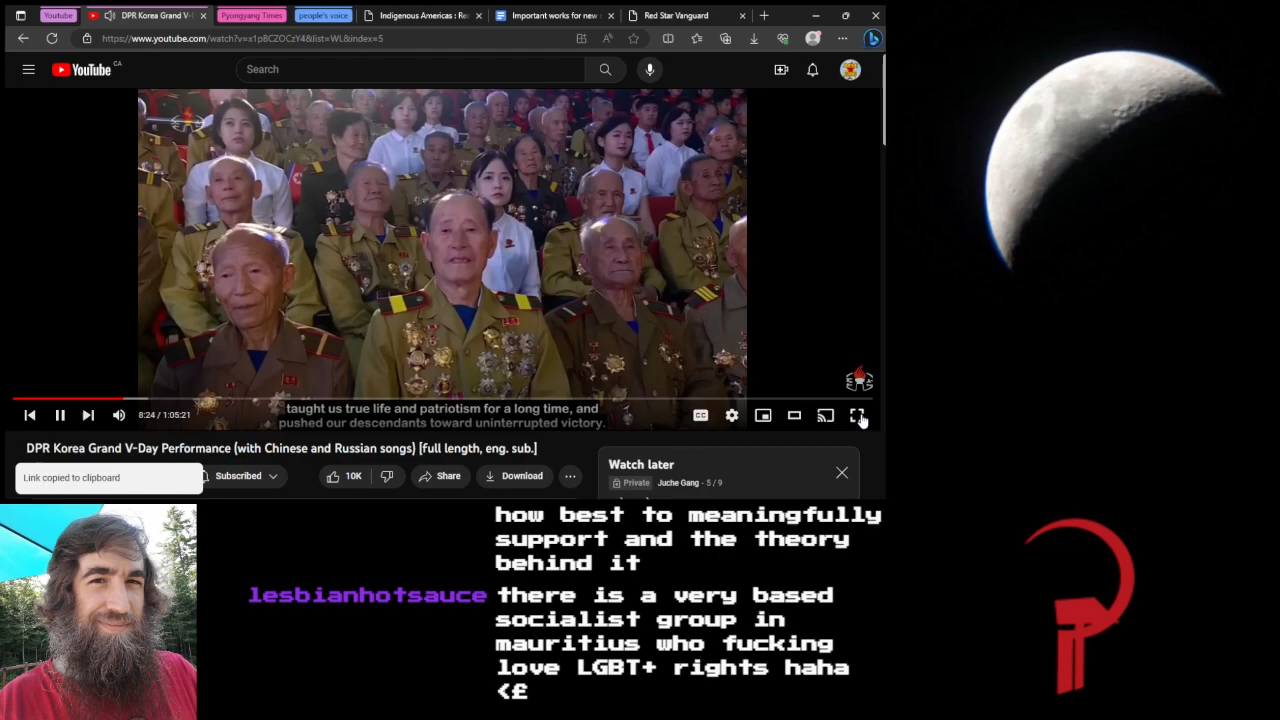 Youtube
DPR Korea Grand V-
Pyongyang Times
people's voice
Indigenous Americas : Re
Important works for new
Red Star Vanguard
https://www.youtube.com/watch?v=x1pBCZOCzY4&list=WL&index=5
YouTube CA
Search
taught us true life and patriotism for a long time, and
pushed our descendants toward uninterrupted victory.
8:24 / 1:05:21
CC
DPR Korea Grand V-Day Performance (with Chinese and Russian songs) [full length, eng. sub.]
Link copied to clipboard
Subscribed
10K
Share
Download
Watch later
Private
Juche Gang - 5 / 9
how best to meaningfully
support and the theory
behind it
lesbianhotsauce there is a very based
socialist group in
mauritius who fucking
love LGBT+ rights haha
<£